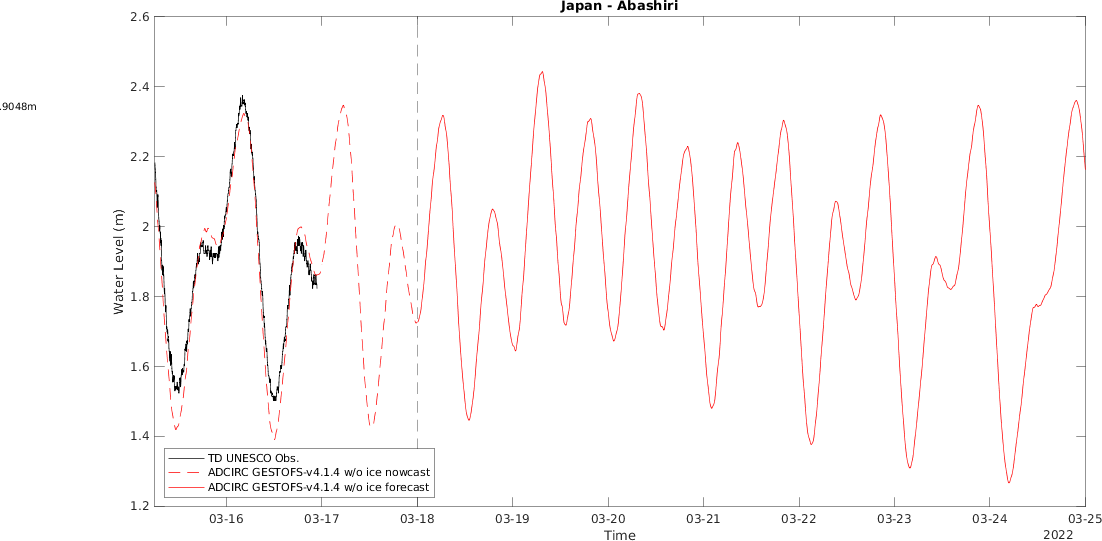 Japan - Abashiri
.9048m
Water Level (m)
2.6
2.4
2.2
2
1.8
1.6
1.4
1.2
TD UNESCO Obs.
ADCIRC GESTOFS-v4.1.4 w/o ice nowcast
ADCIRC GESTOFS-v4.1.4 w/o ice forecast
03-16 03-17 03-18 03-19 03-20 03-21 03-22 03-23 03-24 03-25
Time
2022